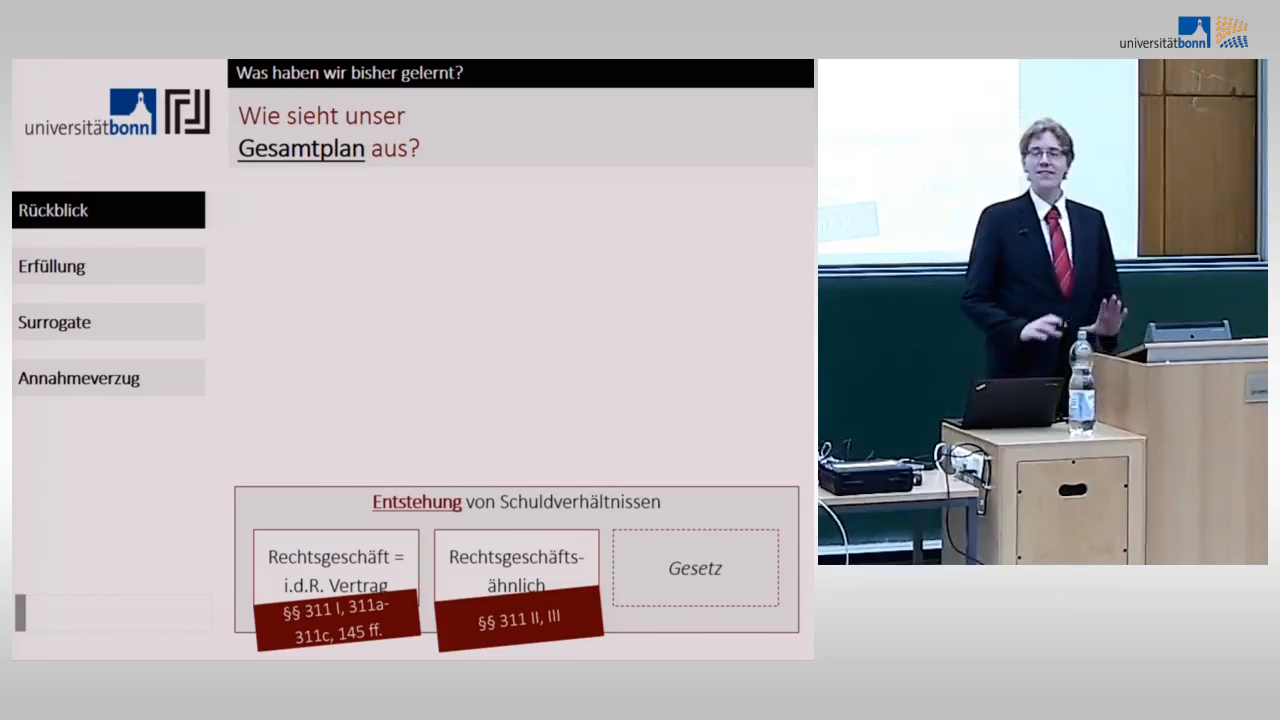 universitätbonn
Was haben wir bisher gelernt?
universitätbonn
Wie sieht unser
Gesamtplan aus?
Rückblick
Erfüllung
Surrogate
Annahmeverzug
Entstehung von Schuldverhältnissen
Rechtsgeschäft =
i.d.R. Vertrag
§§ 311 I, 311a-
311c, 145 ff.
Rechtsgeschäfts-
ähnlich
§§ 311 II, III
Gesetz